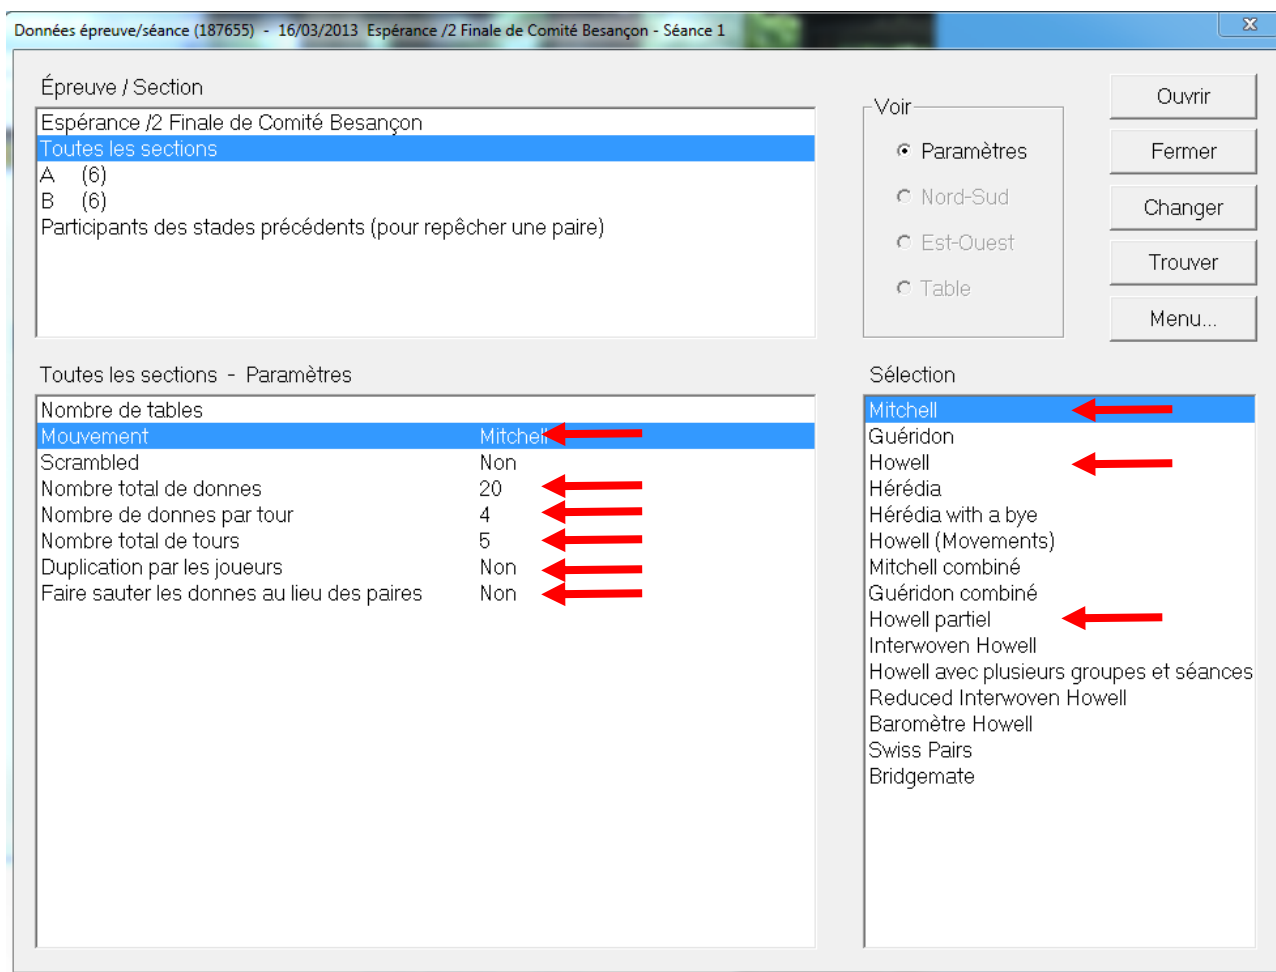 Données épreuve/séance (187655) - 16/03/2013 Espérance /2 Finale de Comité Besançon - Séance 1
Épreuve / Section
Espérance /2 Finale de Comité Besançon
Toutes les sections
A (6)
B (6)
Participants des stades précédents (pour repêcher une paire)
Voir
Paramètres
Nord-Sud
Est-Ouest
Table
Ouvrir
Fermer
Changer
Trouver
Menu...
Toutes les sections - Paramètres
Nombre de tables
Mouvement Mitchell
Scrambled Non
Nombre total de donnes 20
Nombre de donnes par tour 4
Nombre total de tours 5
Duplication par les joueurs Non
Faire sauter les donnes au lieu des paires Non
Sélection
Mitchell
Guéridon
Howell
Hérédia
Hérédia with a bye
Howell (Movements)
Mitchell combiné
Guéridon combiné
Howell partiel
Interwoven Howell
Howell avec plusieurs groupes et séances
Reduced Interwoven Howell
Baromètre Howell
Swiss Pairs
Bridgemate